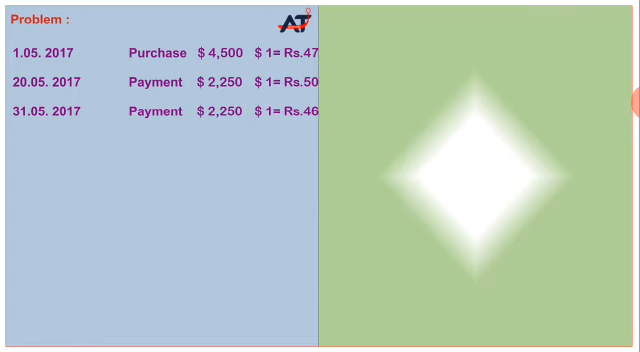 Problem :
AT
1.05. 2017 Purchase $ 4,500 $ 1= Rs.47
20.05. 2017 Payment $ 2,250 $ 1= Rs.50
31.05. 2017 Payment $ 2,250 $ 1= Rs.46